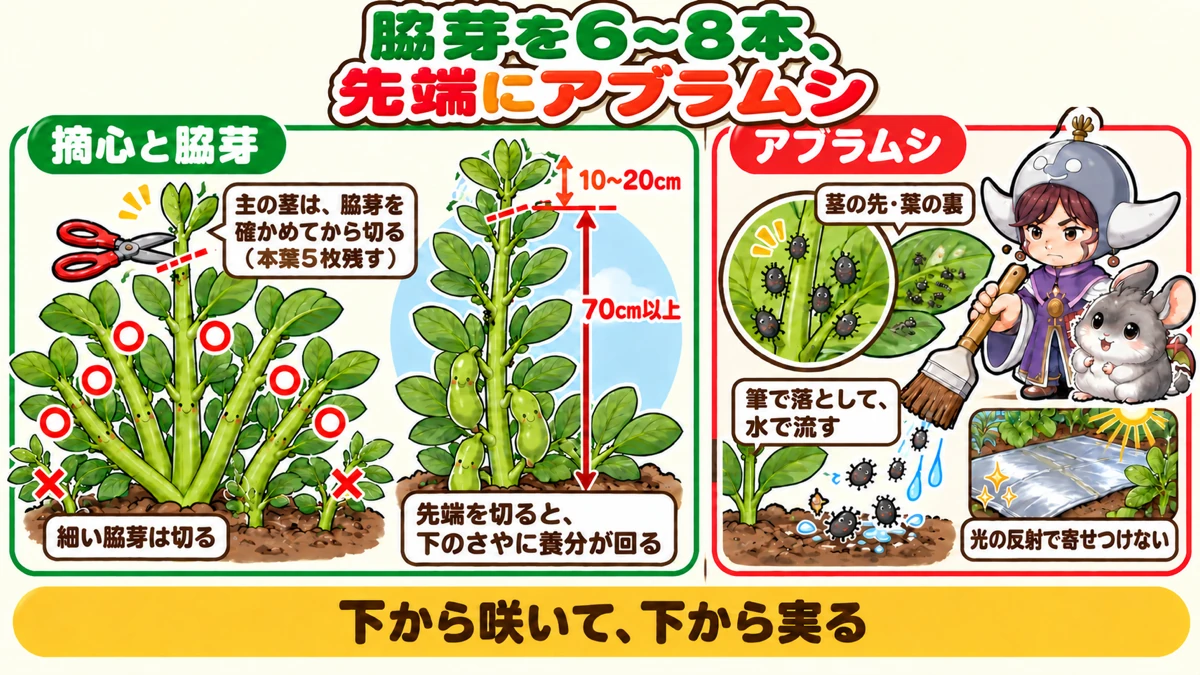 脇芽を6~8本、
先端にアブラムシ
摘心と脇芽
主の茎は、脇芽を
確かめてから切る
（本葉5枚残す）
10~20cm
70cm以上
細い脇芽は切る
先端を切ると、
下のさやに養分が回る
アブラムシ
茎の先・葉の裏
筆で落として、
水で流す
光の反射で寄せつけない
下から咲いて、下から実る